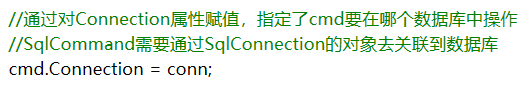 //通过对Connection属性赋值，指定了cmd要在哪个数据库中操作
//SqlCommand需要通过SqlConnection的对象去关联到数据库
cmd.Connection = conn;